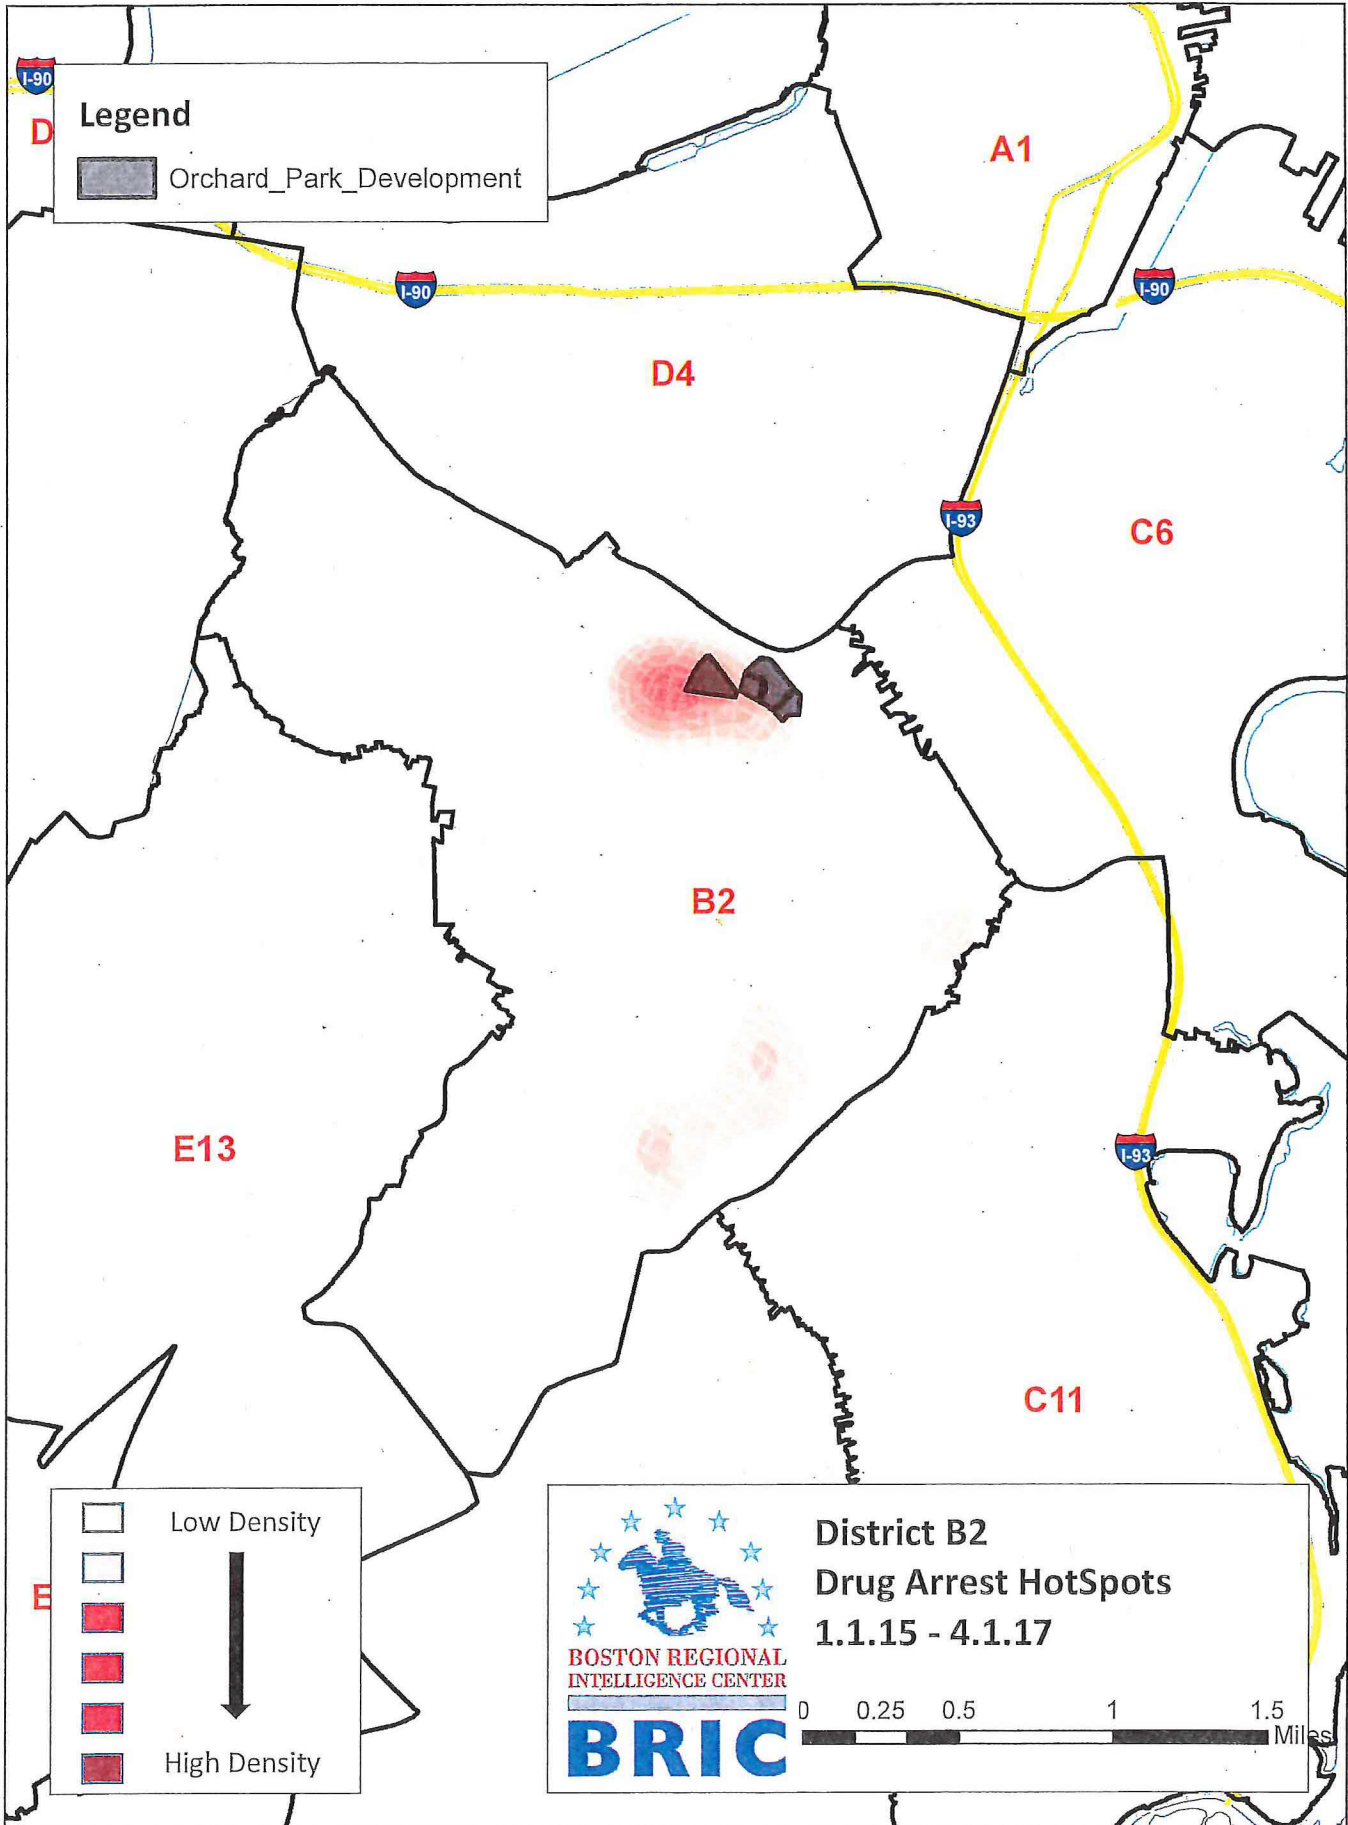 I-90
D
Legend
Orchard_Park_Development
A1
I-90
I-90
D4
I-93
C6
B2
E13
I-93
C11
E
Low Density
High Density
BOSTON REGIONAL
INTELLIGENCE CENTER
BRIC
District B2
Drug Arrest HotSpots
1.1.15 - 4.1.17
0 0.25 0.5 1 1.5
Miles